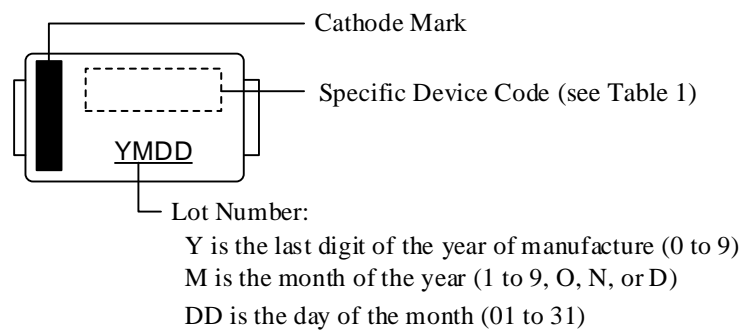 Cathode Mark
Specific Device Code (see Table 1)
YMDD
Lot Number:
Y is the last digit of the year of manufacture (0 to 9)
M is the month of the year (1 to 9, O, N, or D)
DD is the day of the month (01 to 31)